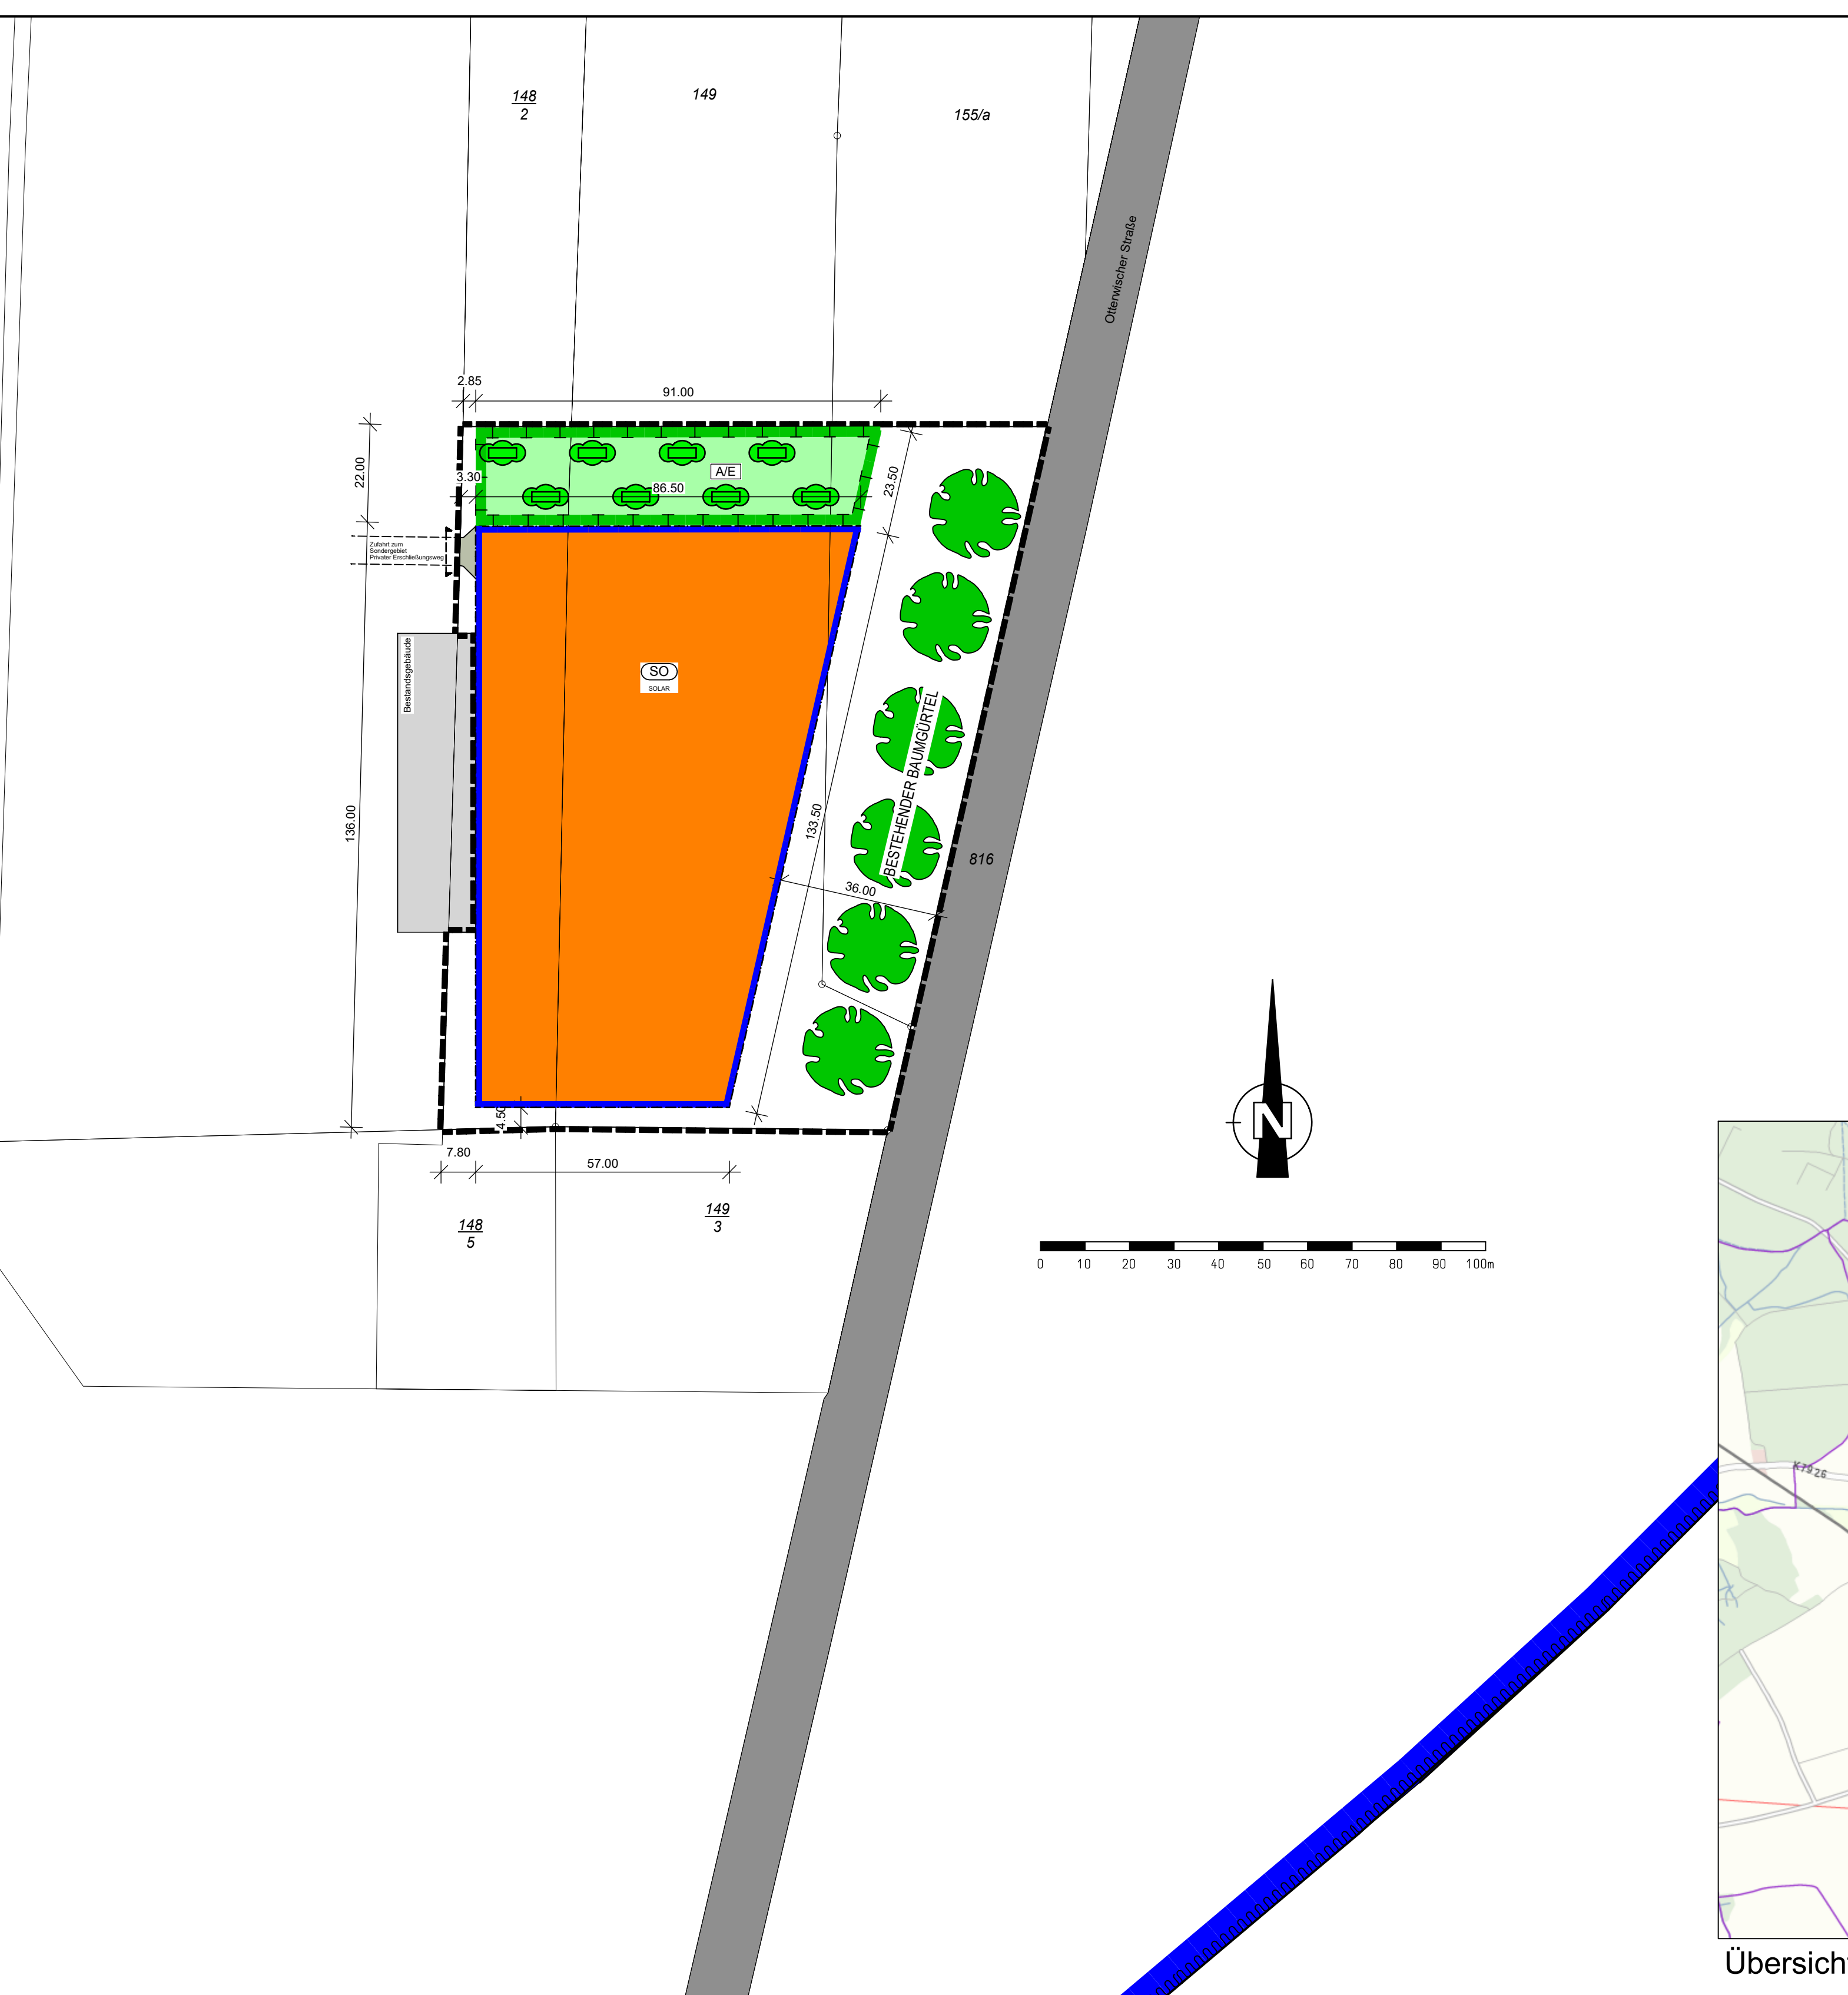 148
2
149
155/a
Otterwischer Straße
2.85
91.00
22.00
3.30
A/E
86.50
23.50
Zufahrt zum
Sondergebiet
Privater Erschließungsweg
Bestandsgebäude
SO
SOLAR
BESTEHENDER BAUMGÜRTEL
136.00
133.50
816
36.00
4.50
N
7.80
57.00
148
5
149
3
0 10 20 30 40 50 60 70 80 90 100m
K7926